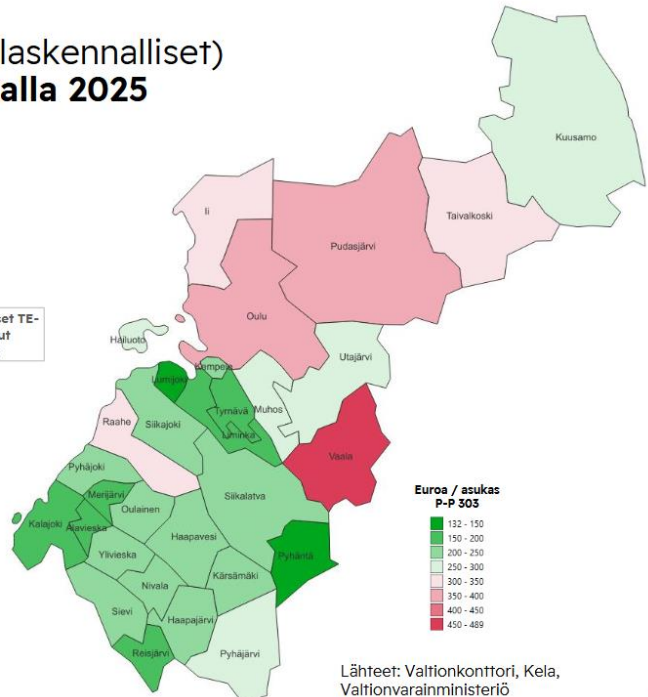 laskennalliset)
alla 2025
Kuusamo
Taivalkoski
Ii
Pudasjärvi
Oulu
set TE-
ut
Hailuoto
Utajärvi
Kempele
Lumijoki
Tyrnävä
Muhos
Raahe
Siikajoki
Liminka
Vaala
Pyhäjoki
Merijärvi
Siikalatva
Oulainen
Kalajoki
Alavieska
Haapavesi
Ylivieska
Pyhäntä
Kärsämäki
Nivala
Sievi
Haapajärvi
Reisjärvi
Pyhäjärvi
Euroa / asukas
P-P 303
132 - 150
150 - 200
200 - 250
250 - 300
300 - 350
350 - 400
400 - 450
450 - 489
Lähteet: Valtionkonttori, Kela,
Valtionvarainministeriö